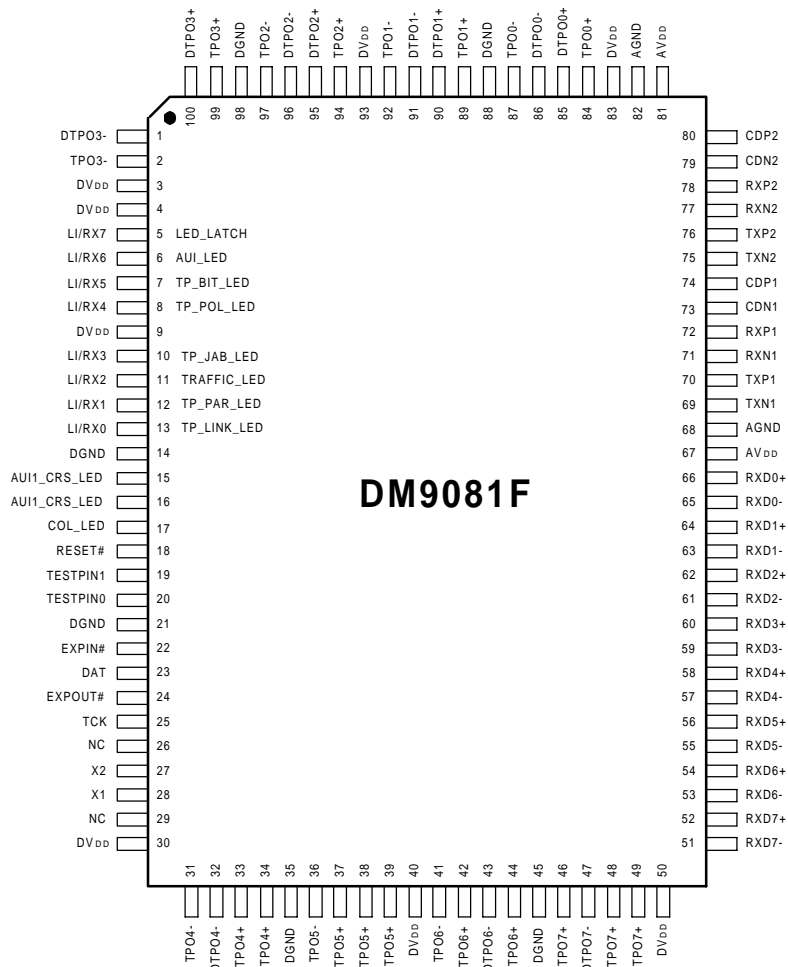 DTPO3+
TPO3+
DGND
TPO2-
DTPO2-
DTPO2+
TPO2+
DVDD
TPO1-
DTPO1-
DTPO1+
TPO1+
DGND
TPO0-
DTPO0-
DTPO0+
TPO0+
DVDD
AGND
AVDD
100 99 98 97 96 95 94 93 92 91 90 89 88 87 86 85 84 83 82 81
DTPO3- 1
TPO3- 2
DVDD 3
DVDD 4
LI/RX7 5 LED_LATCH
LI/RX6 6 AUI_LED
LI/RX5 7 TP_BIT_LED
LI/RX4 8 TP_POL_LED
DVDD 9
LI/RX3 10 TP_JAB_LED
LI/RX2 11 TRAFFIC_LED
LI/RX1 12 TP_PAR_LED
LI/RX0 13 TP_LINK_LED
DGND 14
AUI1_CRS_LED 15
AUI1_CRS_LED 16
COL_LED 17
RESET# 18
TESTPIN1 19
TESTPIN0 20
DGND 21
EXPIN# 22
DAT 23
EXPOUT# 24
TCK 25
NC 26
X2 27
X1 28
NC 29
DVDD 30
DM9081F
80 CDP2
79 CDN2
78 RXP2
77 RXN2
76 TXP2
75 TXN2
74 CDP1
73 CDN1
72 RXP1
71 RXN1
70 TXP1
69 TXN1
68 AGND
67 AVDD
66 RXD0+
65 RXD0-
64 RXD1+
63 RXD1-
62 RXD2+
61 RXD2-
60 RXD3+
59 RXD3-
58 RXD4+
57 RXD4-
56 RXD5+
55 RXD5-
54 RXD6+
53 RXD6-
52 RXD7+
51 RXD7-
31 32 33 34 35 36 37 38 39 40 41 42 43 44 45 46 47 48 49 50
TPO4-
DTPO4-
TPO4+
TPO4+
DGND
TPO5-
TPO5+
TPO5+
TPO5+
DVDD
TPO6-
TPO6+
DTPO6-
TPO6+
DGND
TPO7+
DTPO7-
TPO7+
TPO7+
DVDD